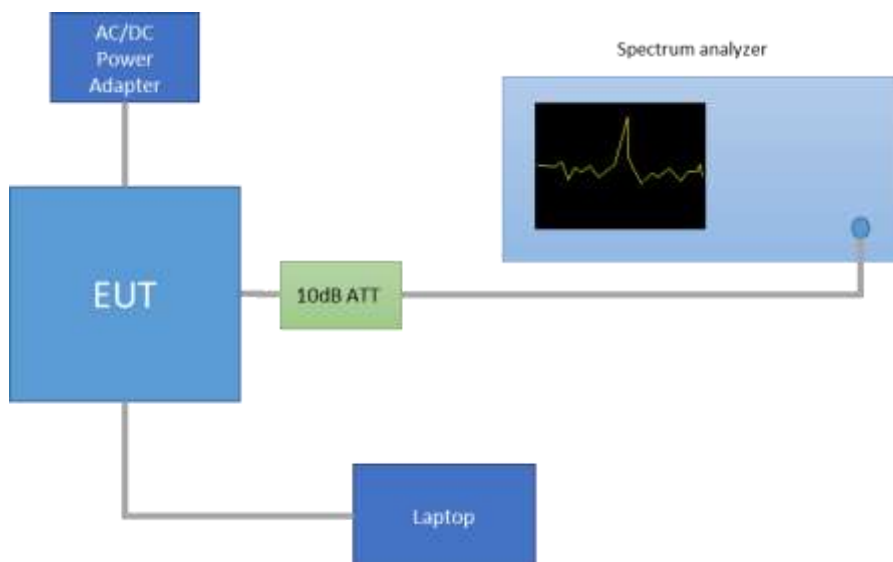 AC/DC
Power
Adapter
Spectrum analyzer
EUT
10dB ATT
Laptop